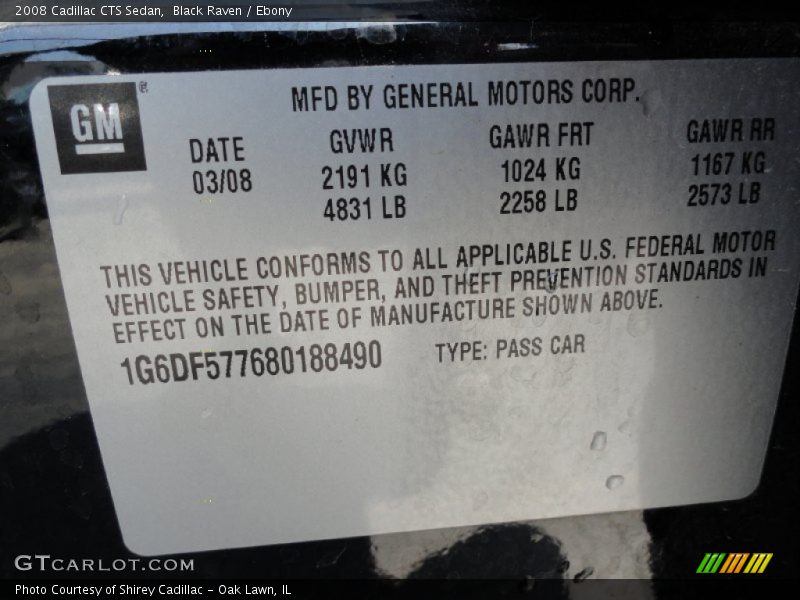 2008 Cadillac CTS Sedan, Black Raven / Ebony
GM ®
MFD BY GENERAL MOTORS CORP.
DATE GVWR GAWR FRT GAWR RR
03/08 2191 KG 1024 KG 1167 KG
4831 LB 2258 LB 2573 LB
THIS VEHICLE CONFORMS TO ALL APPLICABLE U.S. FEDERAL MOTOR
VEHICLE SAFETY, BUMPER, AND THEFT PREVENTION STANDARDS IN
EFFECT ON THE DATE OF MANUFACTURE SHOWN ABOVE.
1G6DF577680188490 TYPE: PASS CAR
GTCARLOT.COM
Photo Courtesy of Shirey Cadillac - Oak Lawn, IL